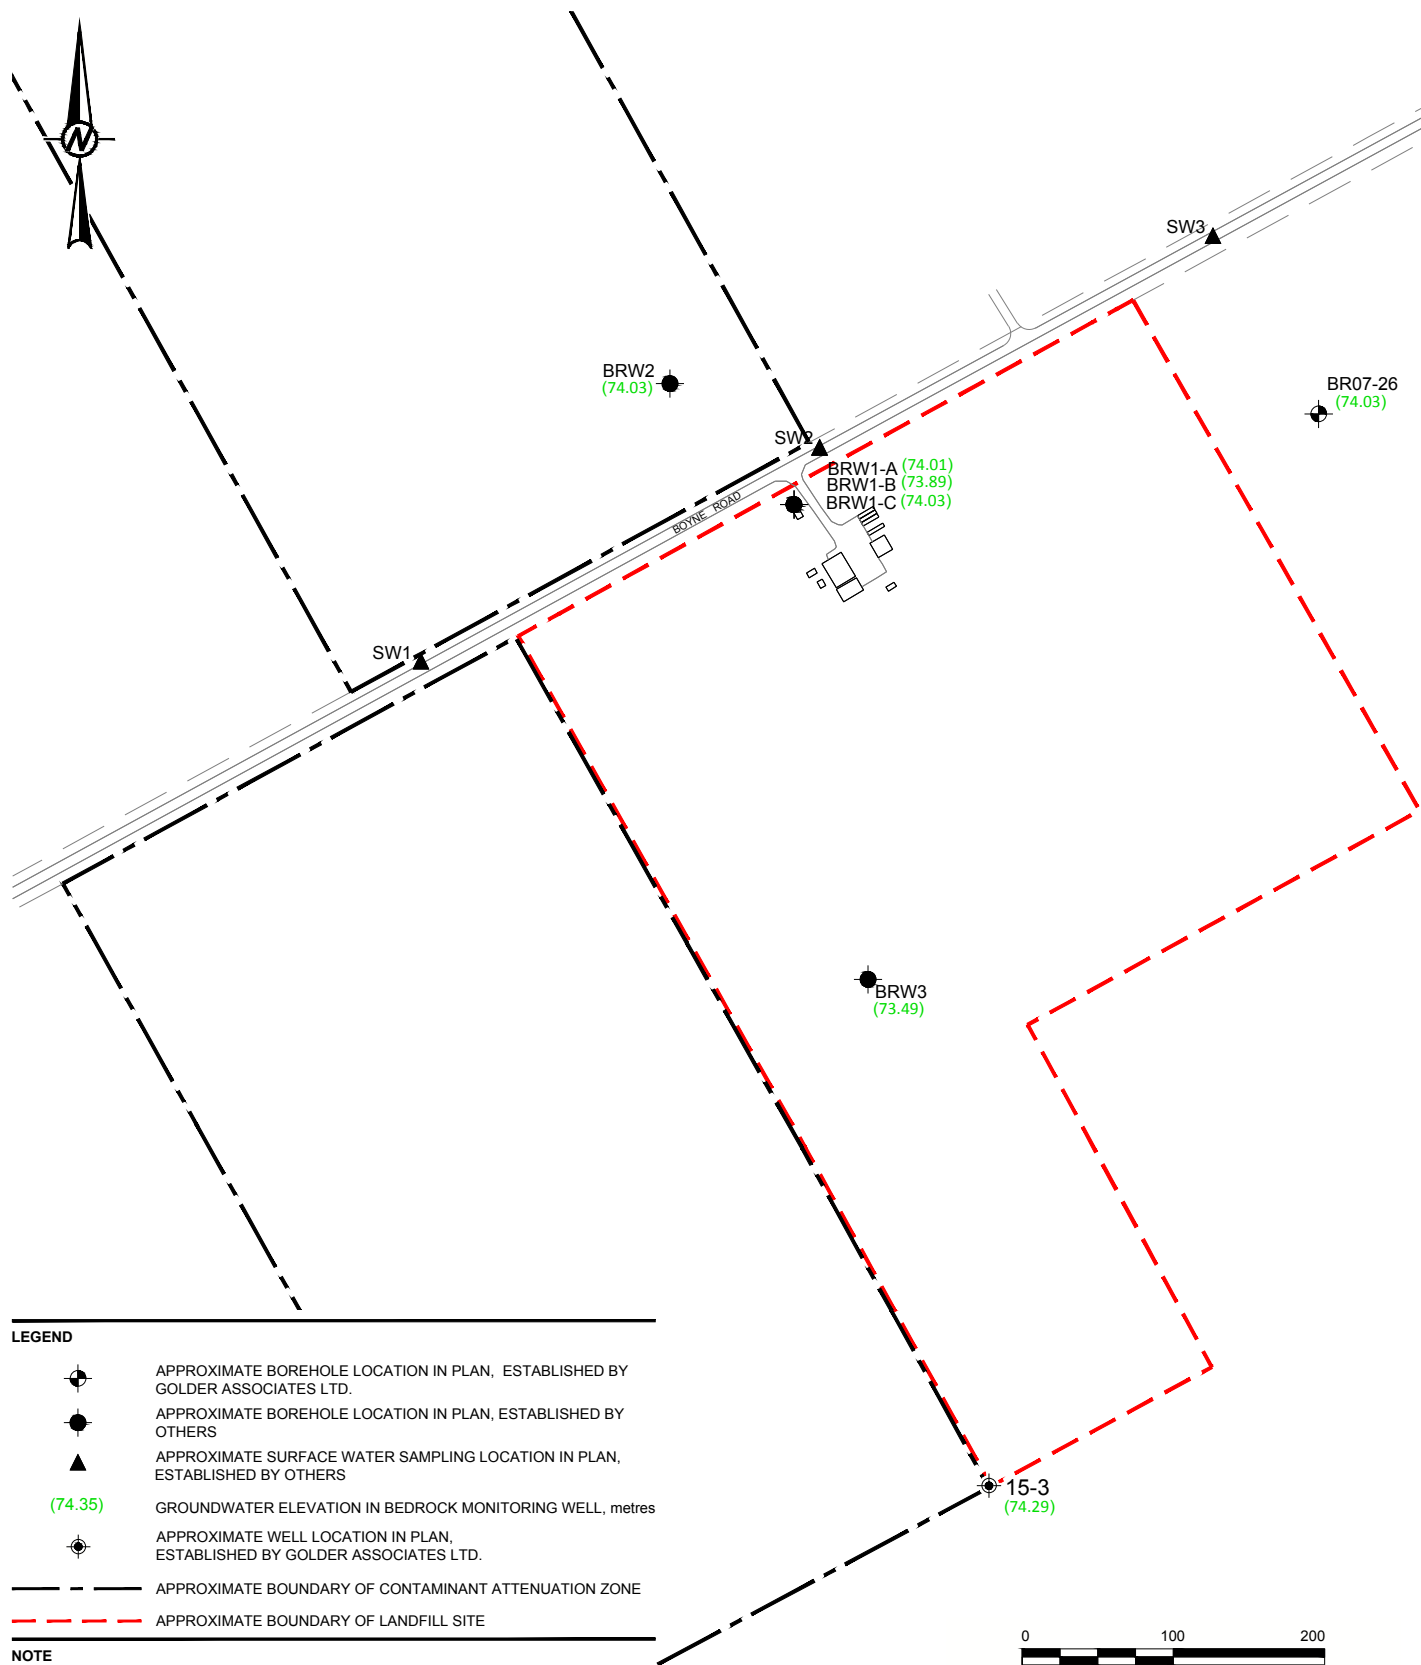 N
SW3
BRW2
(74.03)
BR07-26
(74.03)
SW2
BRW1-A (74.01)
BRW1-B (73.89)
BRW1-C (74.03)
BOYNE ROAD
SW1
BRW3
(73.49)
15-3
(74.29)
LEGEND
APPROXIMATE BOREHOLE LOCATION IN PLAN, ESTABLISHED BY
GOLDER ASSOCIATES LTD.
APPROXIMATE BOREHOLE LOCATION IN PLAN, ESTABLISHED BY
OTHERS
APPROXIMATE SURFACE WATER SAMPLING LOCATION IN PLAN,
ESTABLISHED BY OTHERS
(74.35) GROUNDWATER ELEVATION IN BEDROCK MONITORING WELL, metres
APPROXIMATE WELL LOCATION IN PLAN,
ESTABLISHED BY GOLDER ASSOCIATES LTD.
APPROXIMATE BOUNDARY OF CONTAMINANT ATTENUATION ZONE
APPROXIMATE BOUNDARY OF LANDFILL SITE
NOTE
0 100 200